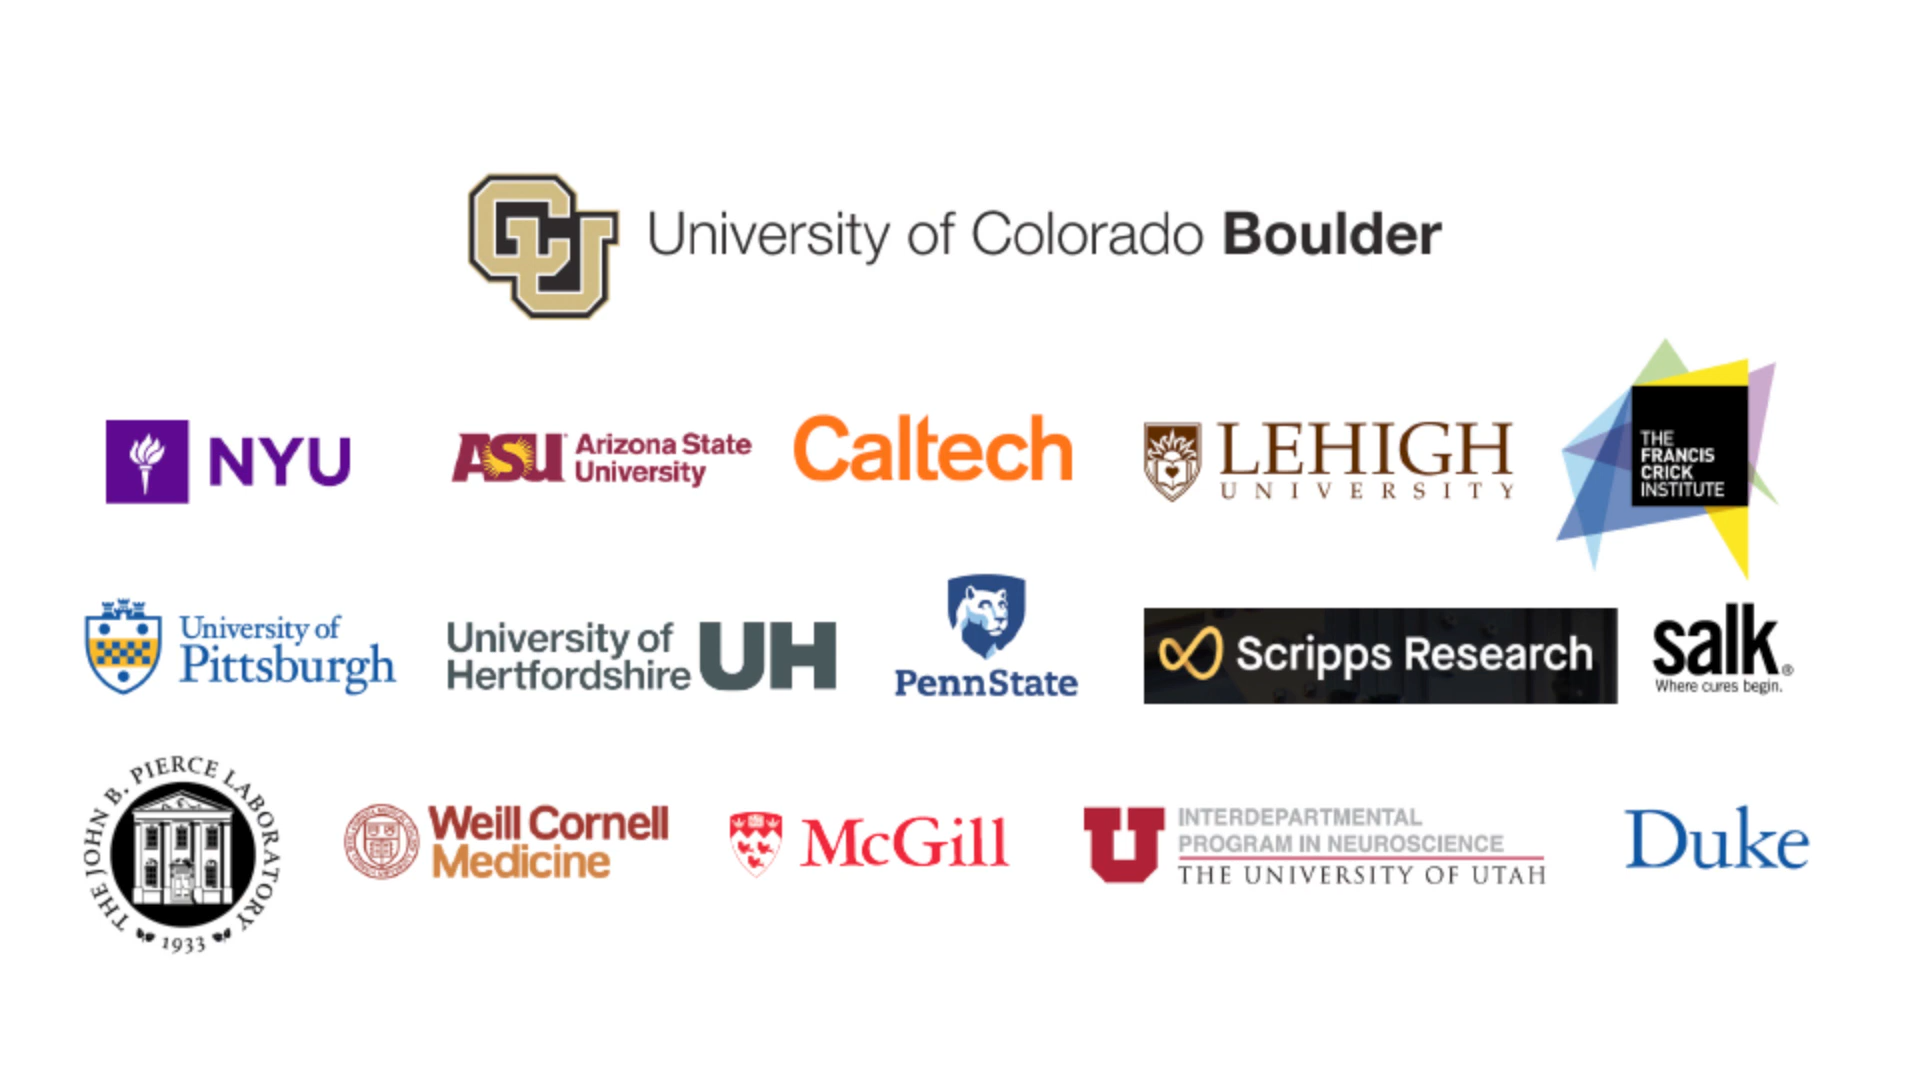 CU University of Colorado Boulder
NYU
ASU Arizona State
University
Caltech
LEHIGH
UNIVERSITY
THE
FRANCIS
CRICK
INSTITUTE
University of
Pittsburgh
University of
Hertfordshire UH
PennState
Scripps Research
salk®
Where cures begin.
THE JOHN B. PIERCE LABORATORY
1933
Weill Cornell
Medicine
McGill
U INTERDEPARTMENTAL
PROGRAM IN NEUROSCIENCE
THE UNIVERSITY OF UTAH
Duke